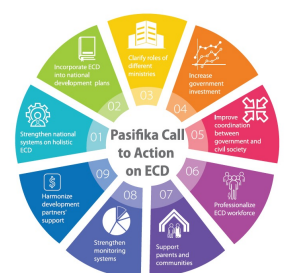 Pasifika Call
to Action
on ECD
01
Strengthen national
systems on holistic
ECD
02
Incorporate ECD
into national
development plans
03
Clarify roles of
different
ministries
04
Increase
government
investment
05
Improve
coordination
between
government and
civil society
06
Professionalize
ECD workforce
07
Support
parents and
communities
08
Strengthen
monitoring
systems
09
Harmonize
development
partners'
support